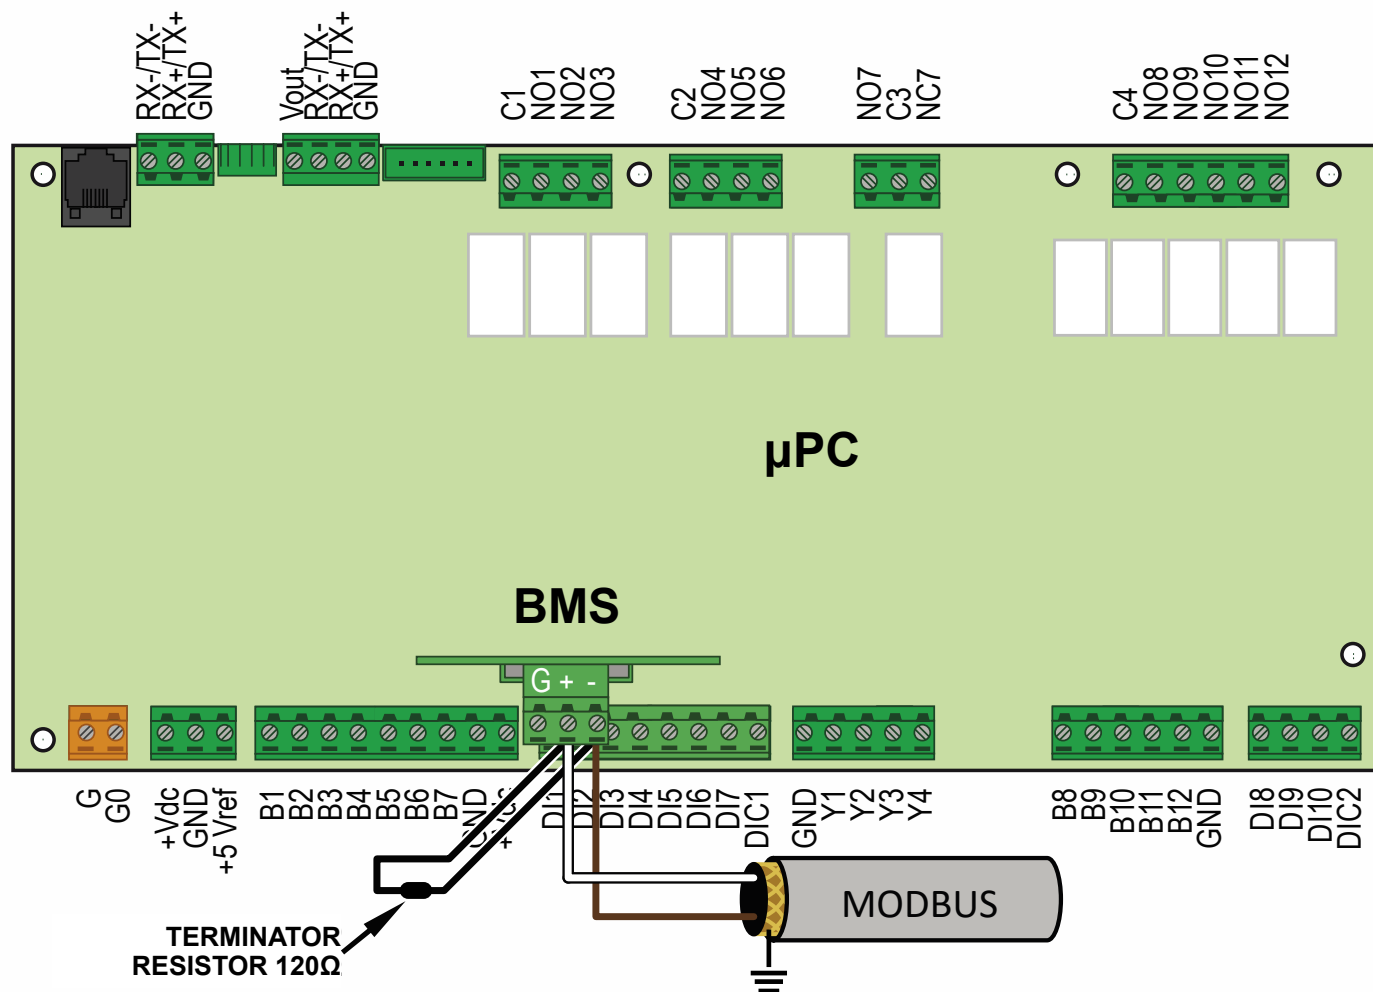 RX-/TX-
RX+/TX+
GND
Vout
RX-/TX-
RX+/TX+
GND
C1
NO1
NO2
NO3
C2
NO4
NO5
NO6
NO7
C3
NC7
C4
NO8
NO9
NO10
NO11
NO12
µPC
BMS
G + -
G
G0
+Vdc
GND
+5 Vref
B1
B2
B3
B4
B5
B6
B7
GND
+Vdc
DI1
DI2
DI3
DI4
DI5
DI6
DI7
DIC1
GND
Y1
Y2
Y3
Y4
B8
B9
B10
B11
B12
GND
DI8
DI9
DI10
DIC2
MODBUS
TERMINATOR
RESISTOR 120Ω